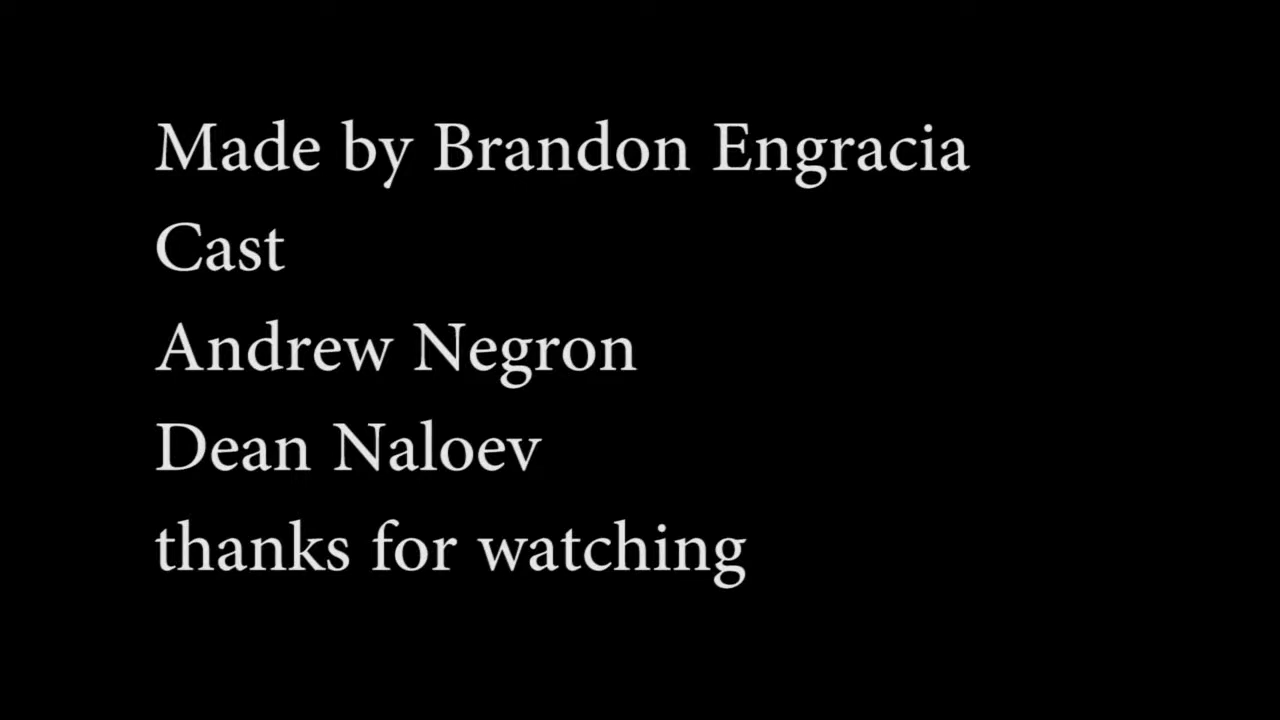 Made by Brandon Engracia
Cast
Andrew Negron
Dean Naloev
thanks for watching